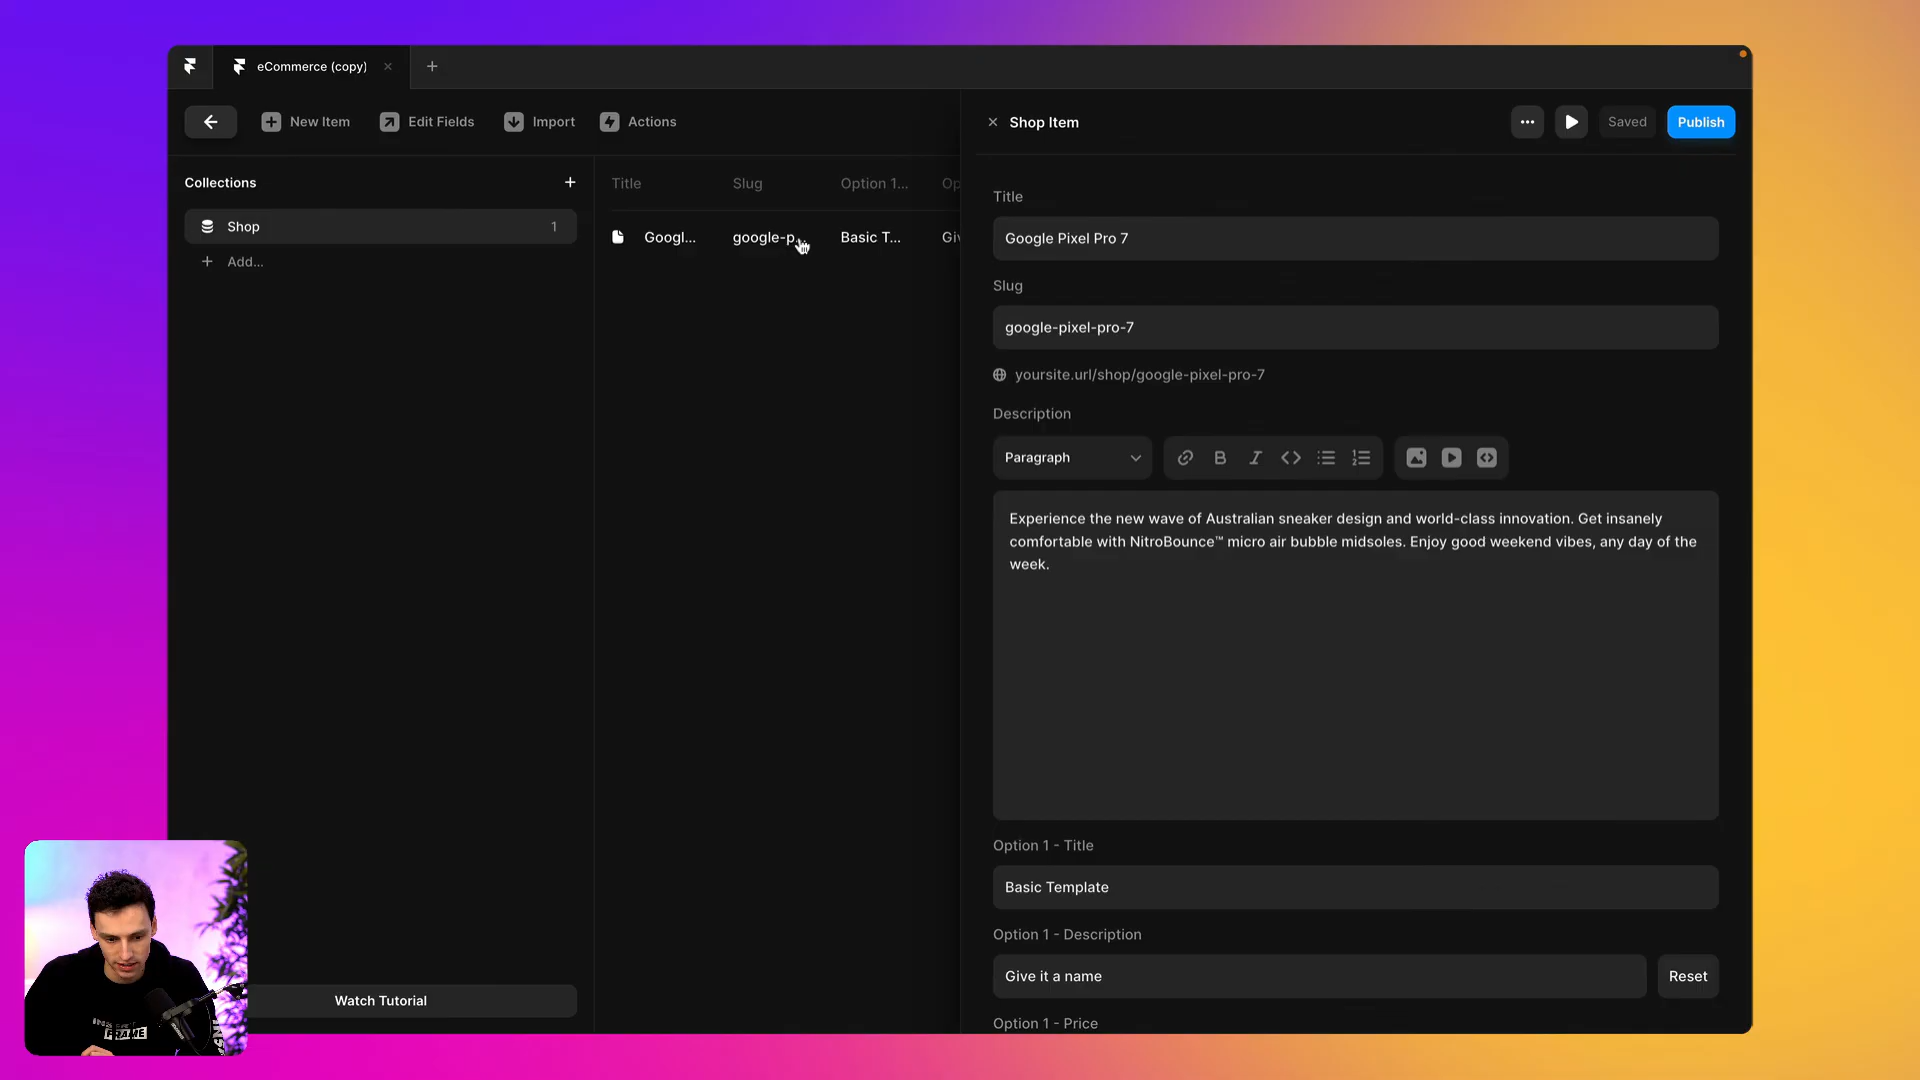 eCommerce (copy)
New Item
Edit Fields
Import
Actions
Shop Item
Saved
Publish
Collections
Title
Slug
Option 1...
Op
Shop
1
Googl...
google-p...
Basic T...
Giv
Add...
Title
Google Pixel Pro 7
Slug
google-pixel-pro-7
yoursite.url/shop/google-pixel-pro-7
Description
Paragraph
Experience the new wave of Australian sneaker design and world-class innovation. Get insanely
comfortable with NitroBounce™ micro air bubble midsoles. Enjoy good weekend vibes, any day of the
week.
Option 1 - Title
Basic Template
Option 1 - Description
Give it a name
Reset
Option 1 - Price
Watch Tutorial
FRAME